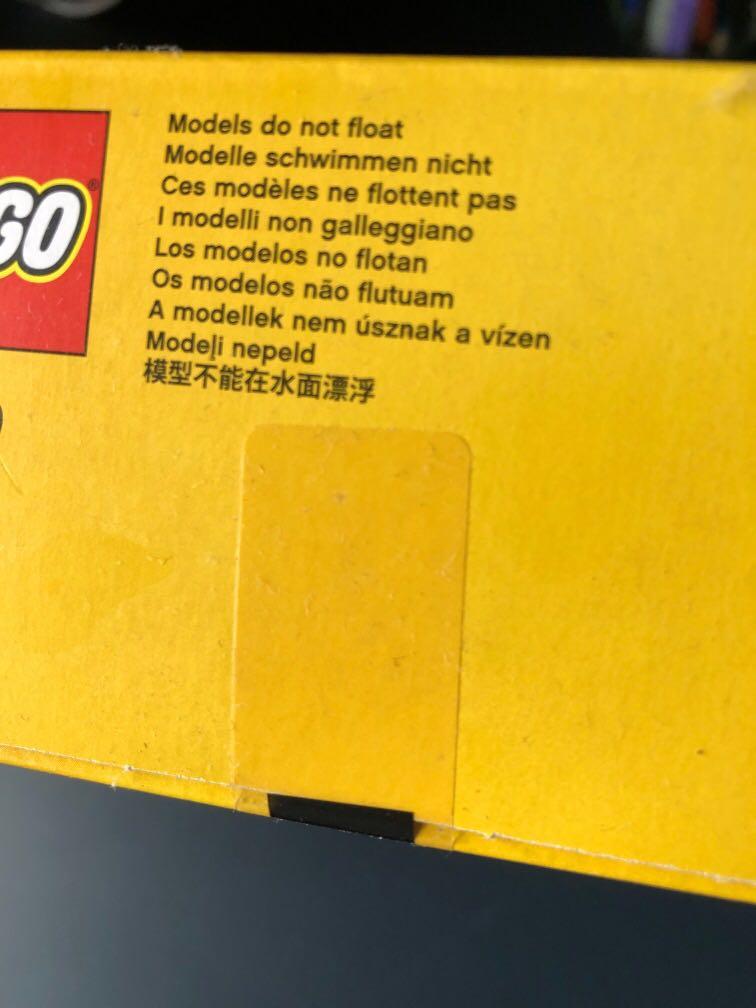 GO
®
Models do not float
Modelle schwimmen nicht
Ces modèles ne flottent pas
I modelli non galleggiano
Los modelos no flotan
Os modelos não flutuam
A modellek nem úsznak a vízen
Modeļi nepeld
模型不能在水面漂浮